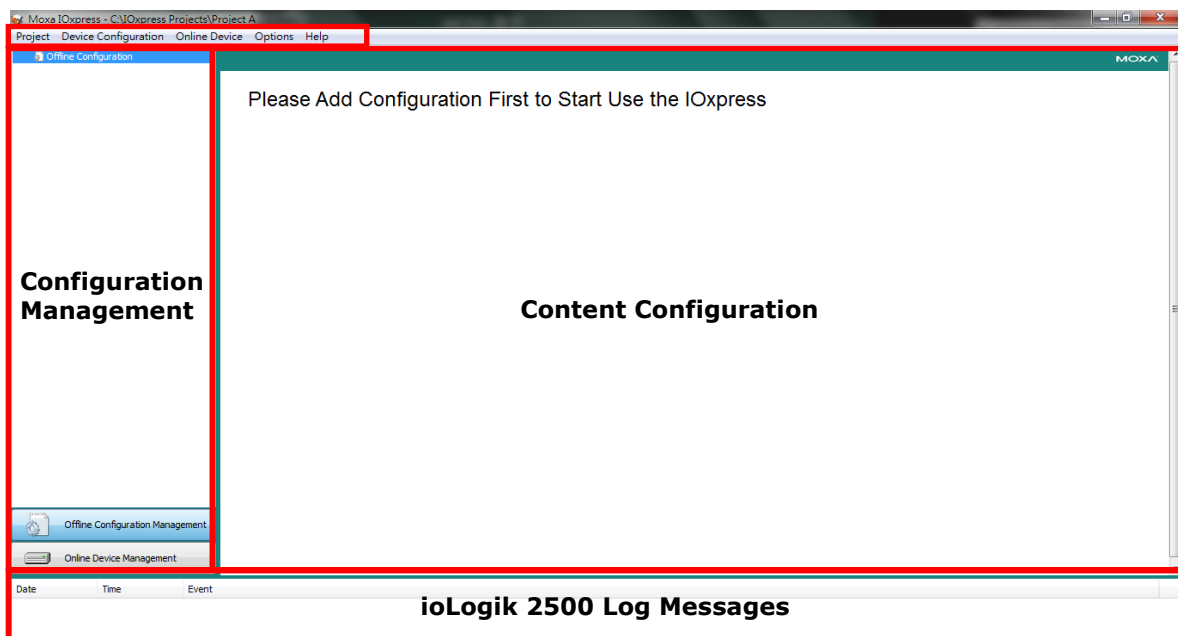 Moxa IOxpress - C:\IOxpress Projects\Project A
Project Device Configuration Online Device Options Help
Offline Configuration
MOXA
Please Add Configuration First to Start Use the IOxpress
Configuration
Management
Content Configuration
Offline Configuration Management
Online Device Management
Date Time Event
ioLogik 2500 Log Messages